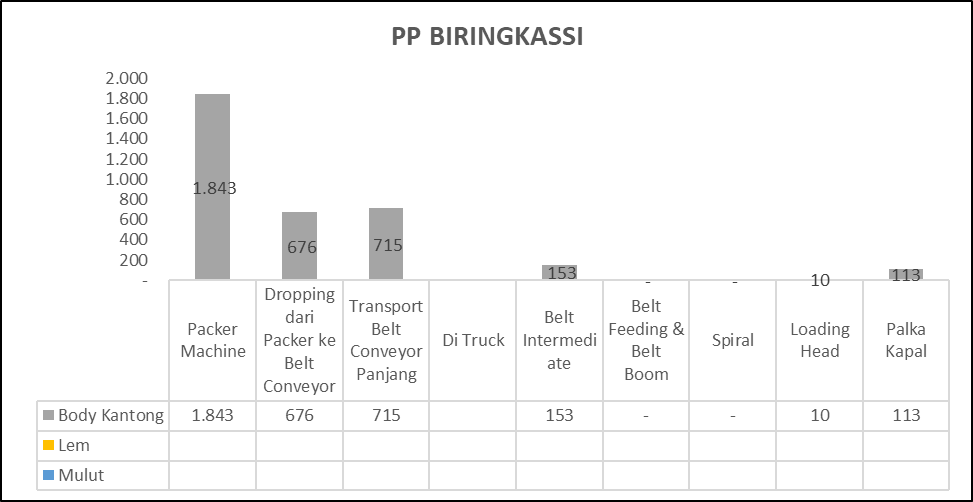 PP BIRINGKASSI
2.000
1.800
1.600
1.400
1.200
1.000
800
600
400
200
-
1.843
676
715
153
-
-
10
113
Packer
Machine
Dropping
dari
Packer ke
Belt
Conveyor
Transport
Belt
Conveyor
Panjang
Di Truck
Belt
Intermedi
ate
Belt
Feeding &
Belt
Boom
Spiral
Loading
Head
Palka
Kapal
Body Kantong 1.843 676 715 153 - - 10 113
Lem
Mulut